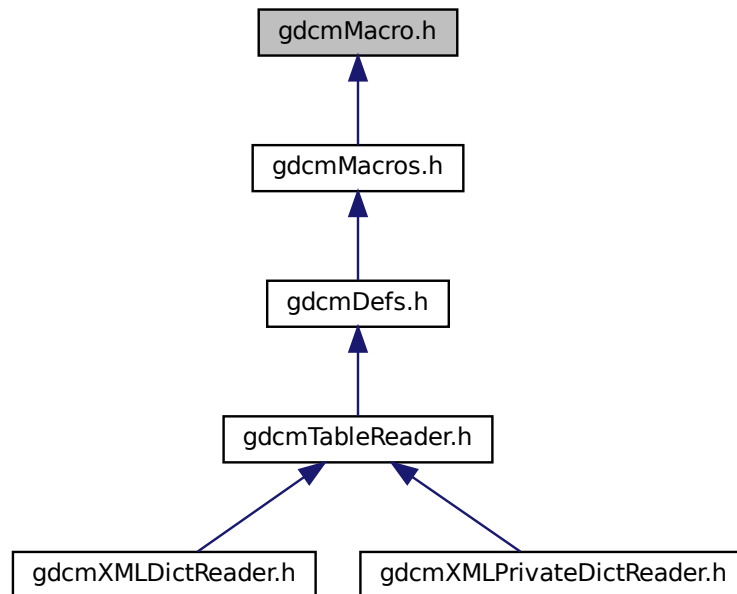 gdcmMacro.h
gdcmMacros.h
gdcmDefs.h
gdcmTableReader.h
gdcmXMLDictReader.h
gdcmXMLPrivateDictReader.h